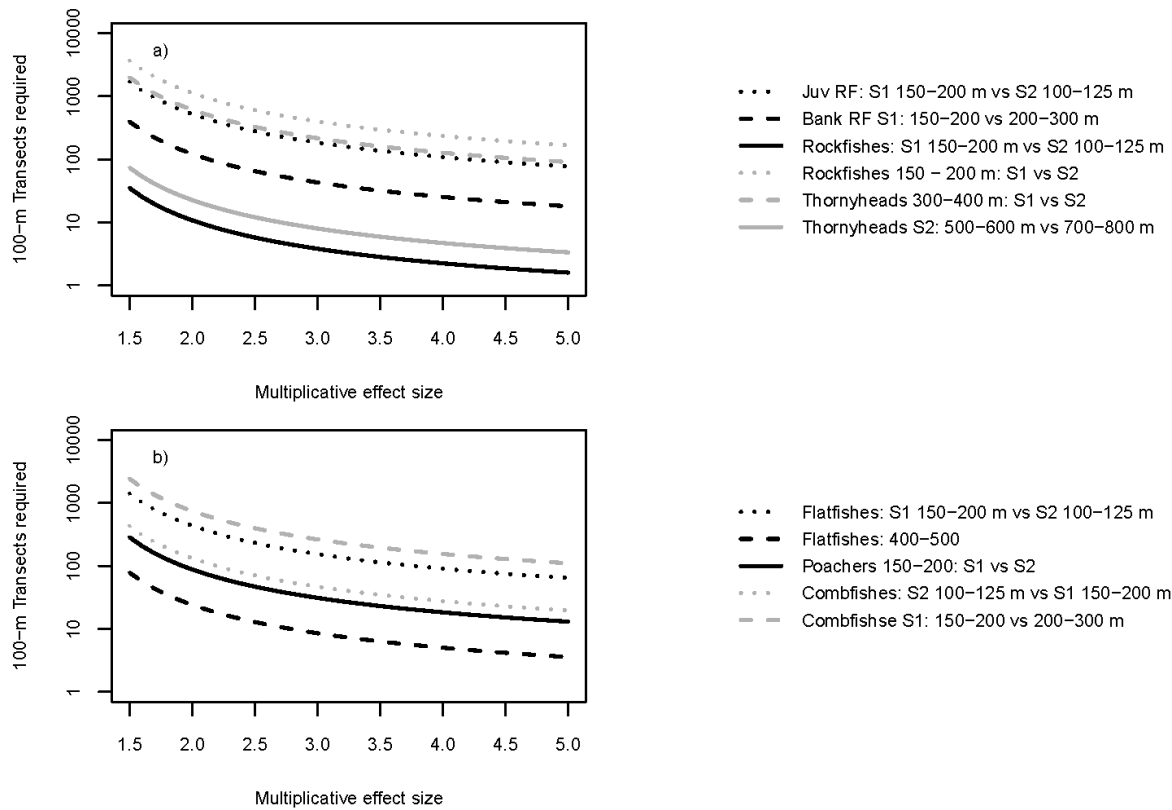 a)
100−m Transects required
10000
1000
100
10
1
1.5 2.0 2.5 3.0 3.5 4.0 4.5 5.0
Multiplicative effect size
Juv RF: S1 150−200 m vs S2 100−125 m
Bank RF S1: 150−200 vs 200−300 m
Rockfishes: S1 150−200 m vs S2 100−125 m
Rockfishes 150 − 200 m: S1 vs S2
Thornyheads 300−400 m: S1 vs S2
Thornyheads S2: 500−600 m vs 700−800 m
b)
100−m Transects required
10000
1000
100
10
1
1.5 2.0 2.5 3.0 3.5 4.0 4.5 5.0
Multiplicative effect size
Flatfishes: S1 150−200 m vs S2 100−125 m
Flatfishes: 400−500
Poachers 150−200: S1 vs S2
Combfishes: S2 100−125 m vs S1 150−200 m
Combfishse S1: 150−200 vs 200−300 m